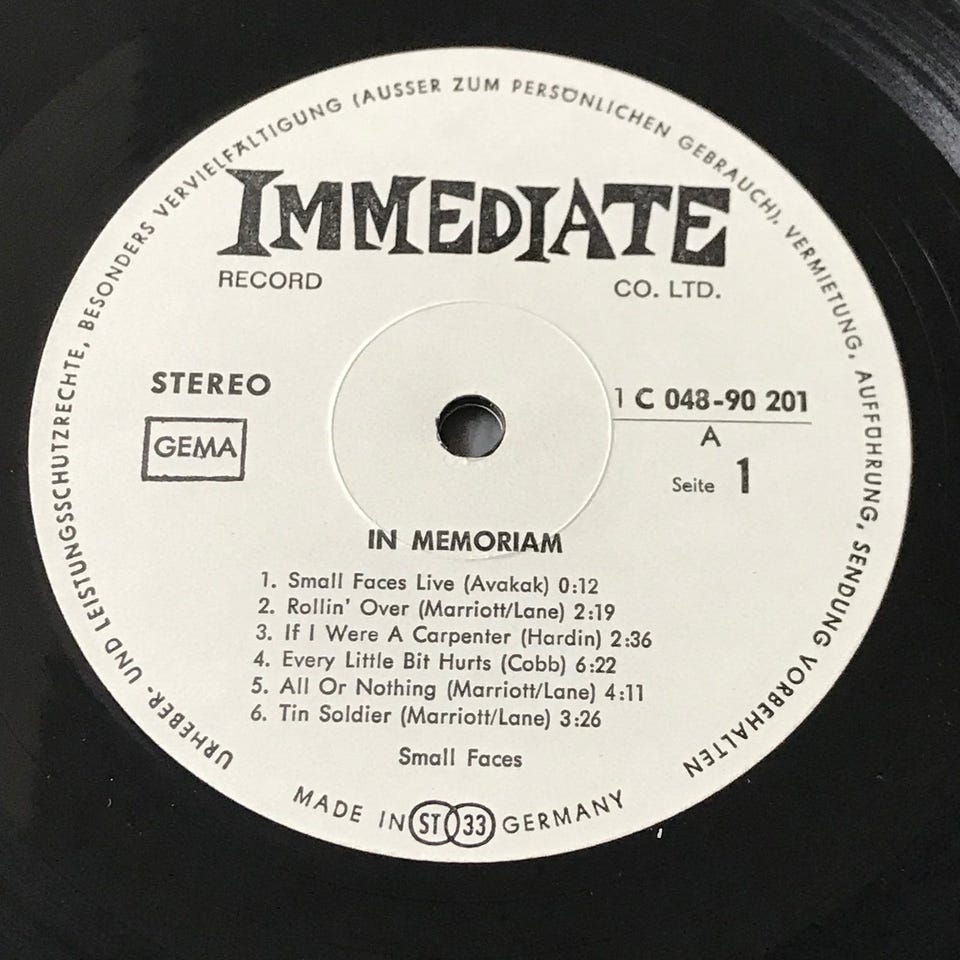 URHEBER- UND LEISTUNGSSCHUTZRECHTE, BESONDERS VERVIELFÄLTIGUNG (AUSSER ZUM PERSÖNLICHEN GEBRAUCH), VERMIETUNG, AUFFÜHRUNG, SENDUNG VORBEHALTEN
IMMEDIATE
RECORD CO. LTD.
STEREO
GEMA
1 C 048-90 201
A
Seite 1
IN MEMORIAM
1. Small Faces Live (Avakak) 0:12
2. Rollin' Over (Marriott/Lane) 2:19
3. If I Were A Carpenter (Hardin) 2:36
4. Every Little Bit Hurts (Cobb) 6:22
5. All Or Nothing (Marriott/Lane) 4:11
6. Tin Soldier (Marriott/Lane) 3:26
Small Faces
MADE IN ST 33 GERMANY